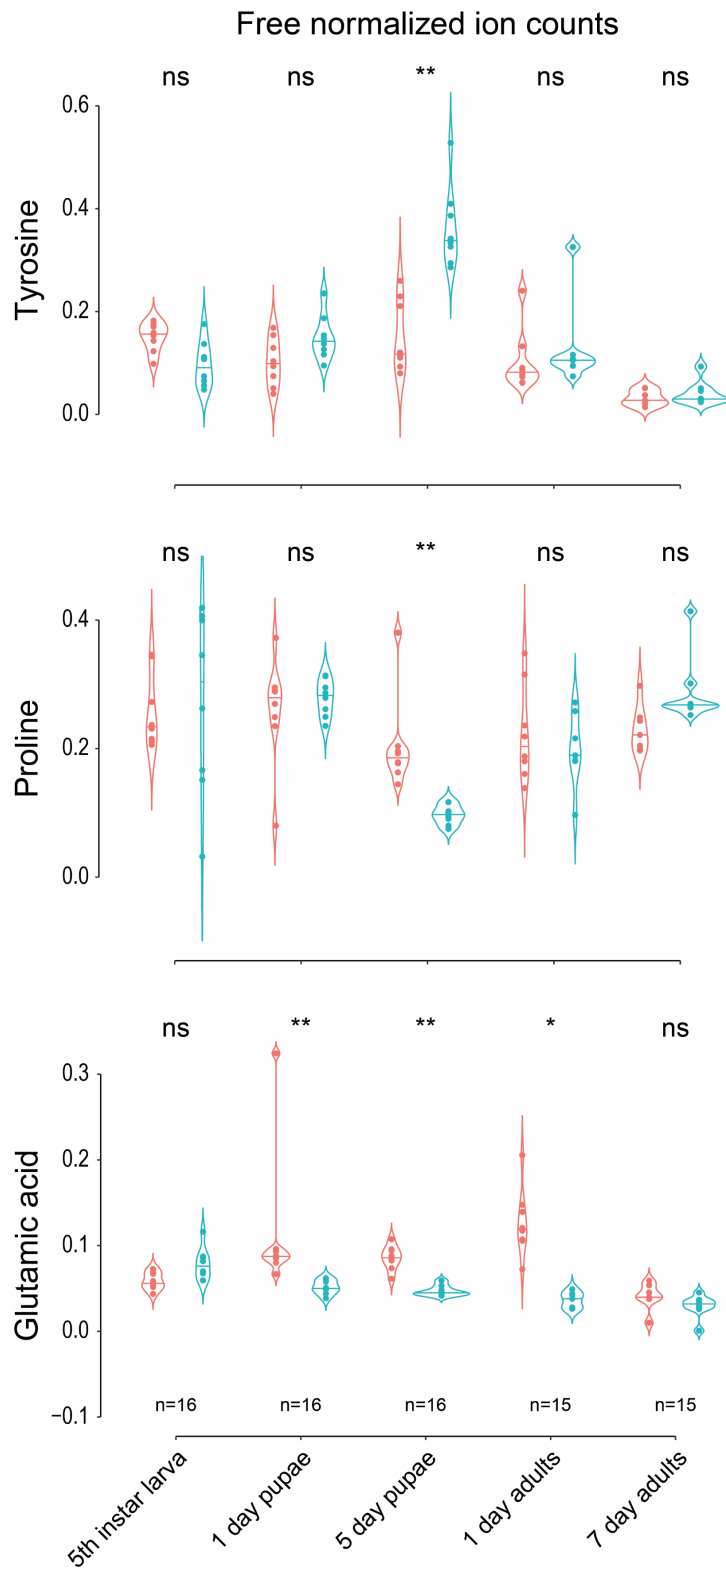 Free normalized ion counts
ns ns ** ns ns
Tyrosine
0.6
0.4
0.2
0.0
ns ns ** ns ns
Proline
0.4
0.2
0.0
ns ** ** * ns
Glutamic acid
0.3
0.2
0.1
0.0
−0.1
n=16 n=16 n=16 n=15 n=15
5th instar larva
1 day pupae
5 day pupae
1 day adults
7 day adults